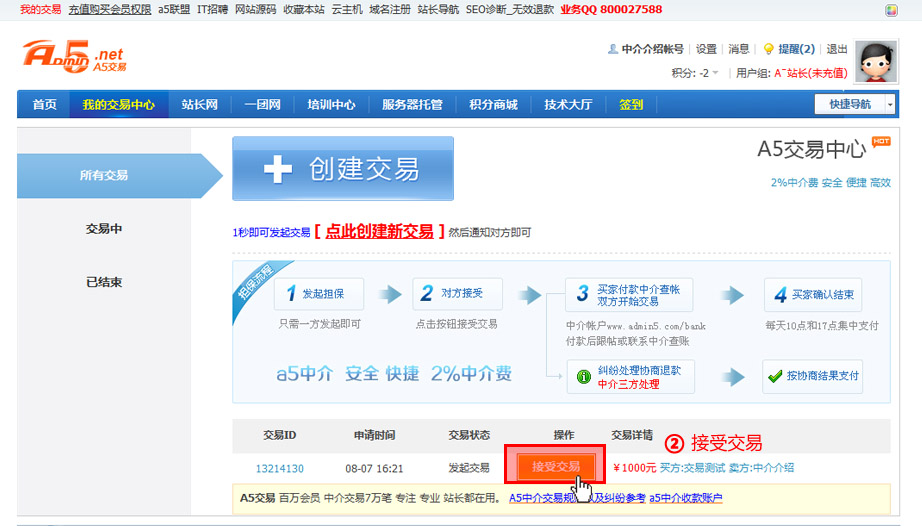 我的交易 充值购买会员权限 a5联盟 IT招聘 网站源码 收藏本站 云主机 域名注册 站长导航 SEO诊断_无效退款 业务QQ 800027588
Admin5.net
A5交易
中介介绍帐号 | 设置 | 消息 | 提醒(2) | 退出
积分: -2 | 用户组: A~站长(未充值)
首页 我的交易中心 站长网 一团网 培训中心 服务器托管 积分商城 技术大厅 签到 快捷导航
所有交易
交易中
已结束
创建交易
A5交易中心 HOT
2%中介费 安全 便捷 高效
1秒即可发起交易 [ 点此创建新交易 ] 然后通知对方即可
担保流程
1 发起担保
只需一方发起即可
2 对方接受
点击按钮接受交易
3 买家付款中介查帐
双方开始交易
中介帐户www.admin5.com/bank
付款后跟帖或联系中介查账
4 买家确认结束
每天10点和17点集中支付
a5中介 安全 快捷 2%中介费
纠纷处理协商退款
中介三方处理
按协商结果支付
交易ID 申请时间 交易状态 操作 交易详情
② 接受交易
13214130 08-07 16:21 发起交易 接受交易 ¥1000元 买方:交易测试 卖方:中介介绍
A5交易 百万会员 中介交易7万笔 专注 专业 站长都在用。 A5中介交易规 以及纠纷参考 a5中介收款账户